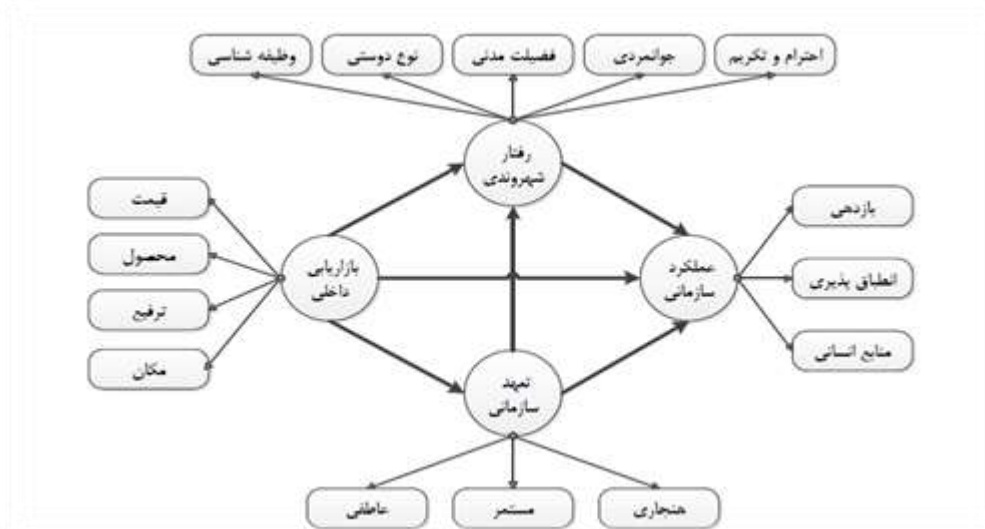 احترام و تکریم
جوانمردی
فضیلت مدنی
نوع دوستی
وظیفه شناسی
رفتار
شهروندی
بازدهی
انطباق پذیری
منابع انسانی
عملکرد
سازمانی
بازاریابی
داخلی
قیمت
محصول
ترفیع
مکان
تعهد
سازمانی
هنجاری
مستمر
عاطفی